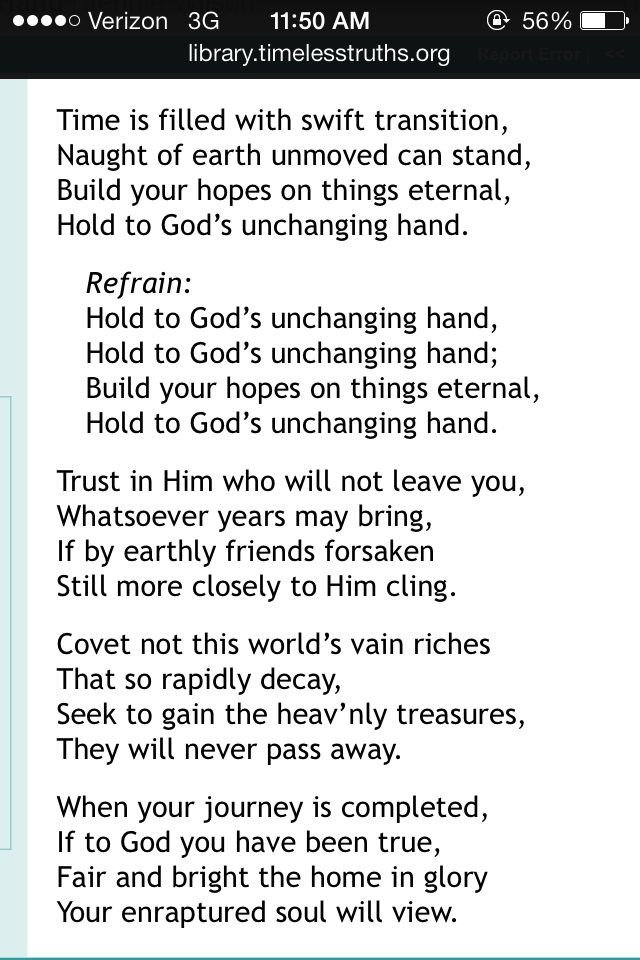 Verizon 3G 11:50 AM 56%
library.timelesstruths.org Report Error | <<
Time is filled with swift transition,
Naught of earth unmoved can stand,
Build your hopes on things eternal,
Hold to God’s unchanging hand.
Refrain:
Hold to God’s unchanging hand,
Hold to God’s unchanging hand;
Build your hopes on things eternal,
Hold to God’s unchanging hand.
Trust in Him who will not leave you,
Whatsoever years may bring,
If by earthly friends forsaken
Still more closely to Him cling.
Covet not this world’s vain riches
That so rapidly decay,
Seek to gain the heav’nly treasures,
They will never pass away.
When your journey is completed,
If to God you have been true,
Fair and bright the home in glory
Your enraptured soul will view.